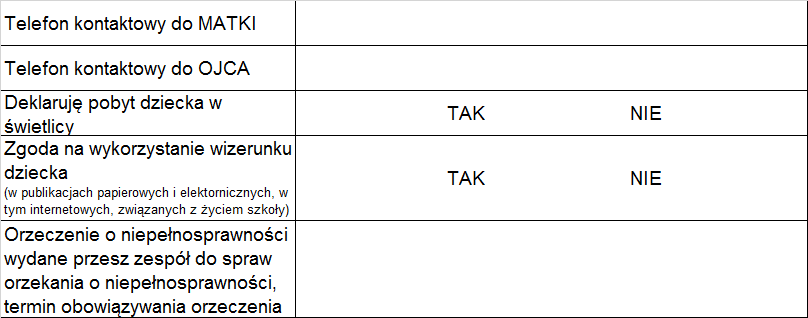 Telefon kontaktowy do MATKI
Telefon kontaktowy do OJCA
Deklaruję pobyt dziecka w
świetlicy
TAK NIE
Zgoda na wykorzystanie wizerunku
dziecka
(w publikacjach papierowych i elektornicznych, w
tym internetowych, związanych z życiem szkoły)
TAK NIE
Orzeczenie o niepełnosprawności
wydane przesz zespół do spraw
orzekania o niepełnosprawności,
termin obowiązywania orzeczenia